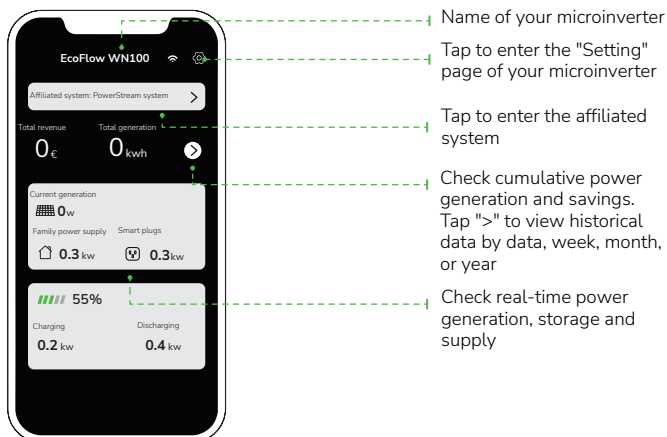 EcoFlow WN100
Affiliated system: PowerStream system
Total revenue Total generation
0€ 0kwh
Current generation
0w
Family power supply Smart plugs
0.3 kw 0.3kw
55%
Charging Discharging
0.2 kw 0.4 kw
Name of your microinverter
Tap to enter the "Setting"
page of your microinverter
Tap to enter the affiliated
system
Check cumulative power
generation and savings.
Tap ">" to view historical
data by data, week, month,
or year
Check real-time power
generation, storage and
supply